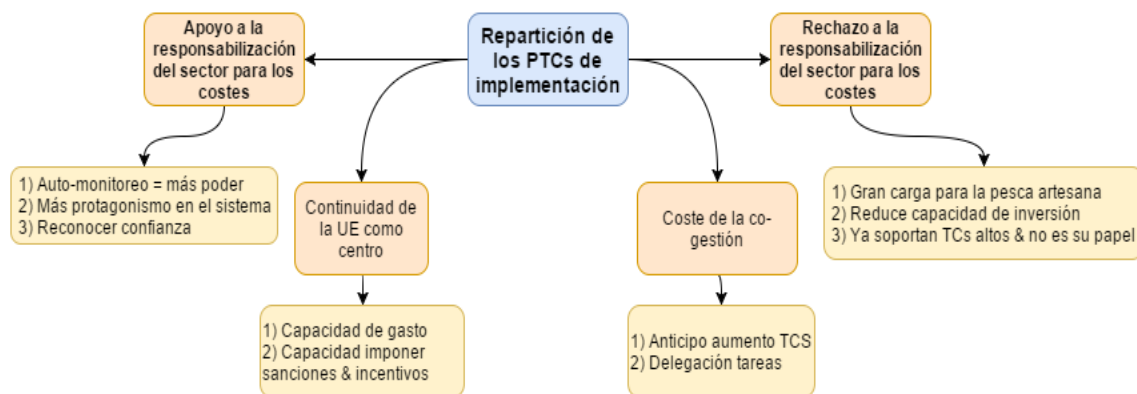 Apoyo a la
responsabilización
del sector para los
costes
Repartición de
los PTCs de
implementación
Rechazo a la
responsabilización
del sector para los
costes
1) Auto-monitoreo = más poder
2) Más protagonismo en el sistema
3) Reconocer confianza
Continuidad de
la UE como
centro
Coste de la co-
gestión
1) Gran carga para la pesca artesana
2) Reduce capacidad de inversión
3) Ya soportan TCs altos & no es su papel
1) Capacidad de gasto
2) Capacidad imponer
sanciones & incentivos
1) Anticipo aumento TCS
2) Delegación tareas